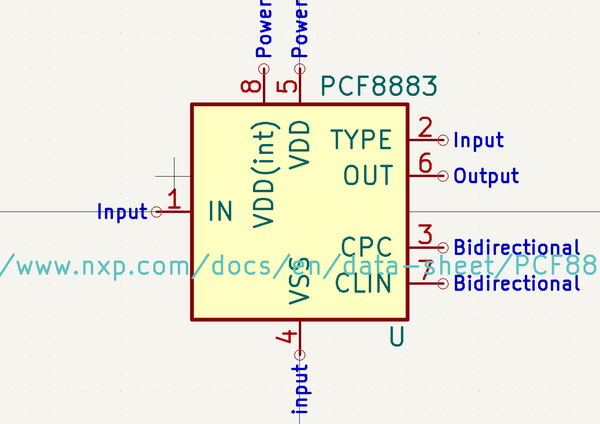 Power
Power
8
5
PCF8883
VDD(int)
VDD
TYPE
2
Input
OUT
6
Output
Input
1
IN
CPC
3
Bidirectional
/www.nxp.com/docs/en/data-sheet/PCF88
VSS
CLIN
7
Bidirectional
4
U
input